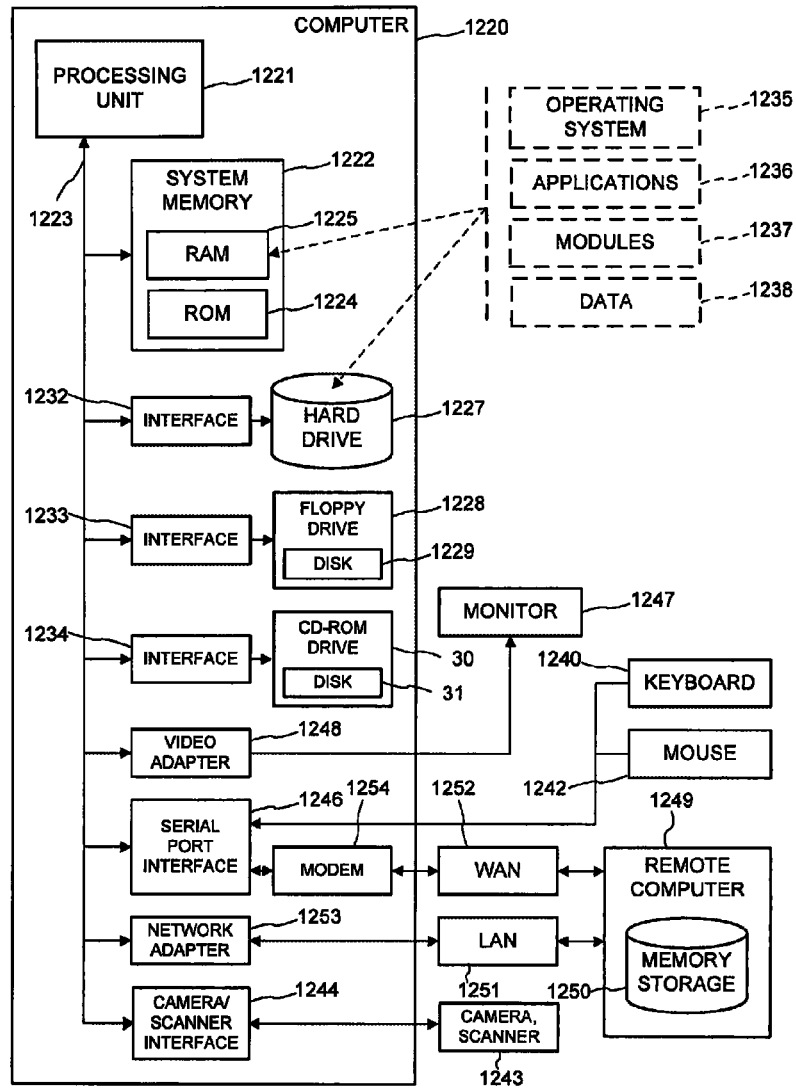 COMPUTER
1220
PROCESSING
UNIT
1221
1223
1222
SYSTEM
MEMORY
1225
RAM
ROM
1224
OPERATING
SYSTEM
1235
APPLICATIONS
1236
MODULES
1237
DATA
1238
1232
INTERFACE
HARD
DRIVE
1227
1233
INTERFACE
FLOPPY
DRIVE
1228
DISK
1229
1234
INTERFACE
CD-ROM
DRIVE
30
DISK
31
MONITOR
1247
1240
KEYBOARD
MOUSE
1242
VIDEO
ADAPTER
1248
1246
SERIAL
PORT
INTERFACE
1254
MODEM
1252
WAN
1249
REMOTE
COMPUTER
MEMORY
STORAGE
1250
NETWORK
ADAPTER
1253
LAN
1251
CAMERA/
SCANNER
INTERFACE
1244
CAMERA,
SCANNER
1243